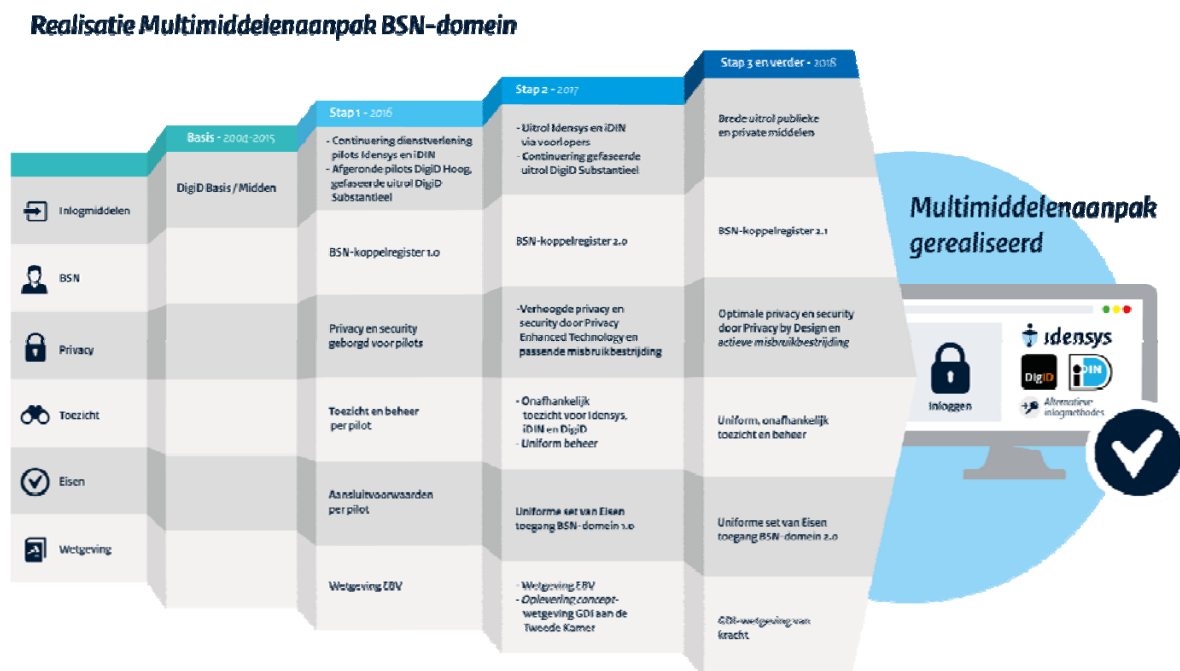 Realisatie Multimiddelenaanpak BSN-domein
Basis - 2004-2015
Stap 1 - 2016
Stap 2 - 2017
Stap 3 en verder - 2018
Inlogmiddelen
DigiD Basis / Midden
- Continuering dienstverlening
pilots Idensys en iDIN
- Afgeronde pilots DigiD Hoog,
gefaseerde uitrol DigiD
Substantieel
- Uitrol Idensys en iDIN
via voorlopers
- Continuering gefaseerde
uitrol DigiD Substantieel
Brede uitrol publieke
en private middelen
BSN
BSN-koppelregister 1.0
BSN-koppelregister 2.0
BSN-koppelregister 2.1
Privacy
Privacy en security
geborgd voor pilots
-Verhoogde privacy en
security door Privacy
Enhanced Technology en
passende misbruikbestrijding
Optimale privacy en security
door Privacy by Design en
actieve misbruikbestrijding
Toezicht
Toezicht en beheer
per pilot
- Onafhankelijk
toezicht voor Idensys,
iDIN en DigiD
- Uniform beheer
Uniform, onafhankelijk
toezicht en beheer
Eisen
Aansluitvoorwaarden
per pilot
Uniforme set van Eisen
toegang BSN-domein 1.0
Uniforme set van Eisen
toegang BSN-domein 2.0
Wetgeving
Wetgeving EBV
- Wetgeving EBV
- Oplevering concept-
wetgeving GDI aan de
Tweede Kamer
GDI-wetgeving van
kracht
Multimiddelenaanpak
gerealiseerd
Inloggen
idensys
DigiD
iDIN
Alternatieve
inlogmethodes